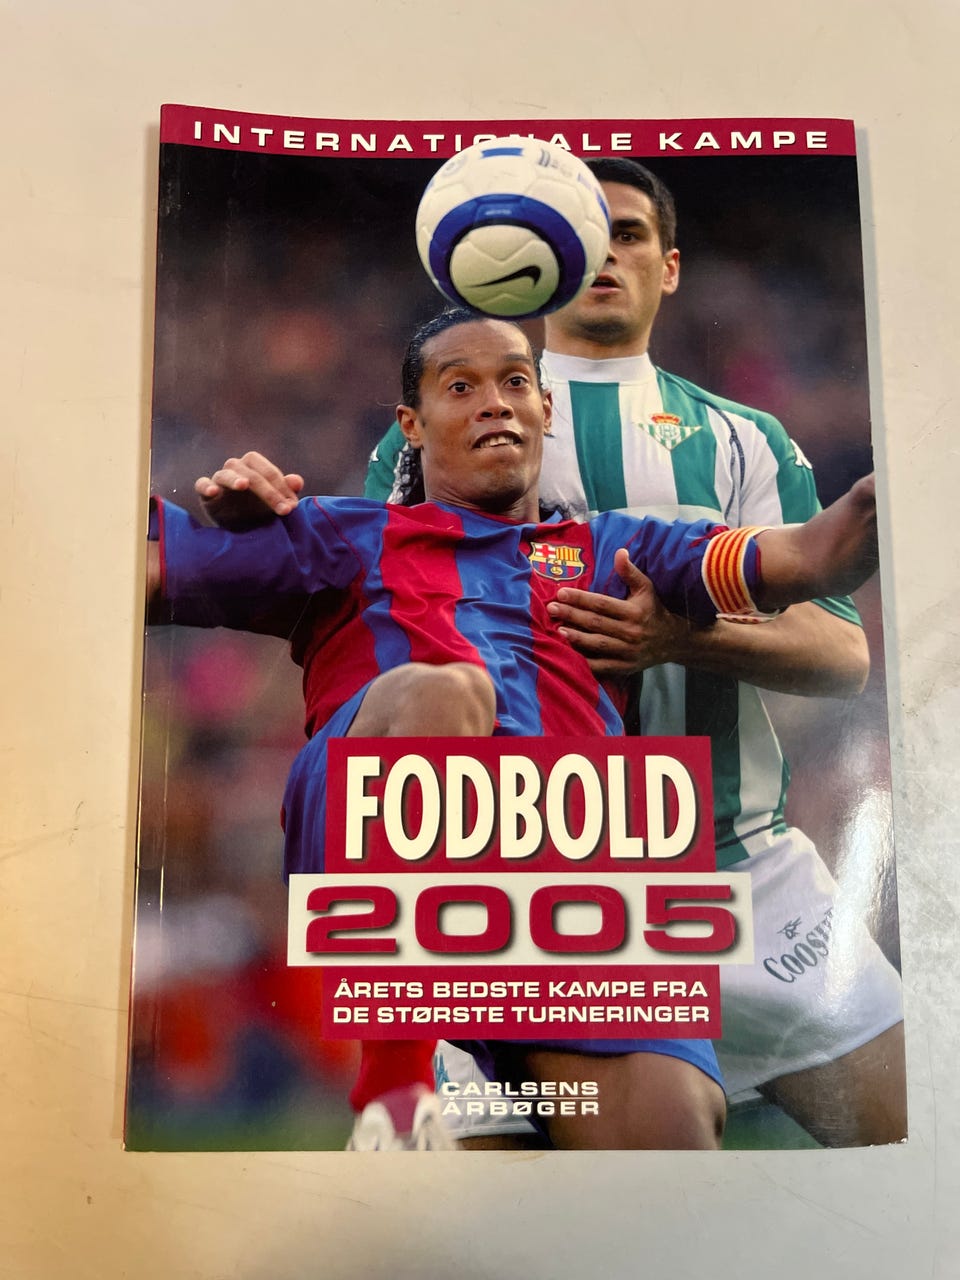 INTERNATIONALE KAMPE
FODBOLD
2005
ÅRETS BEDSTE KAMPE FRA
DE STØRSTE TURNERINGER
CARLSENS
ÅRBØGER